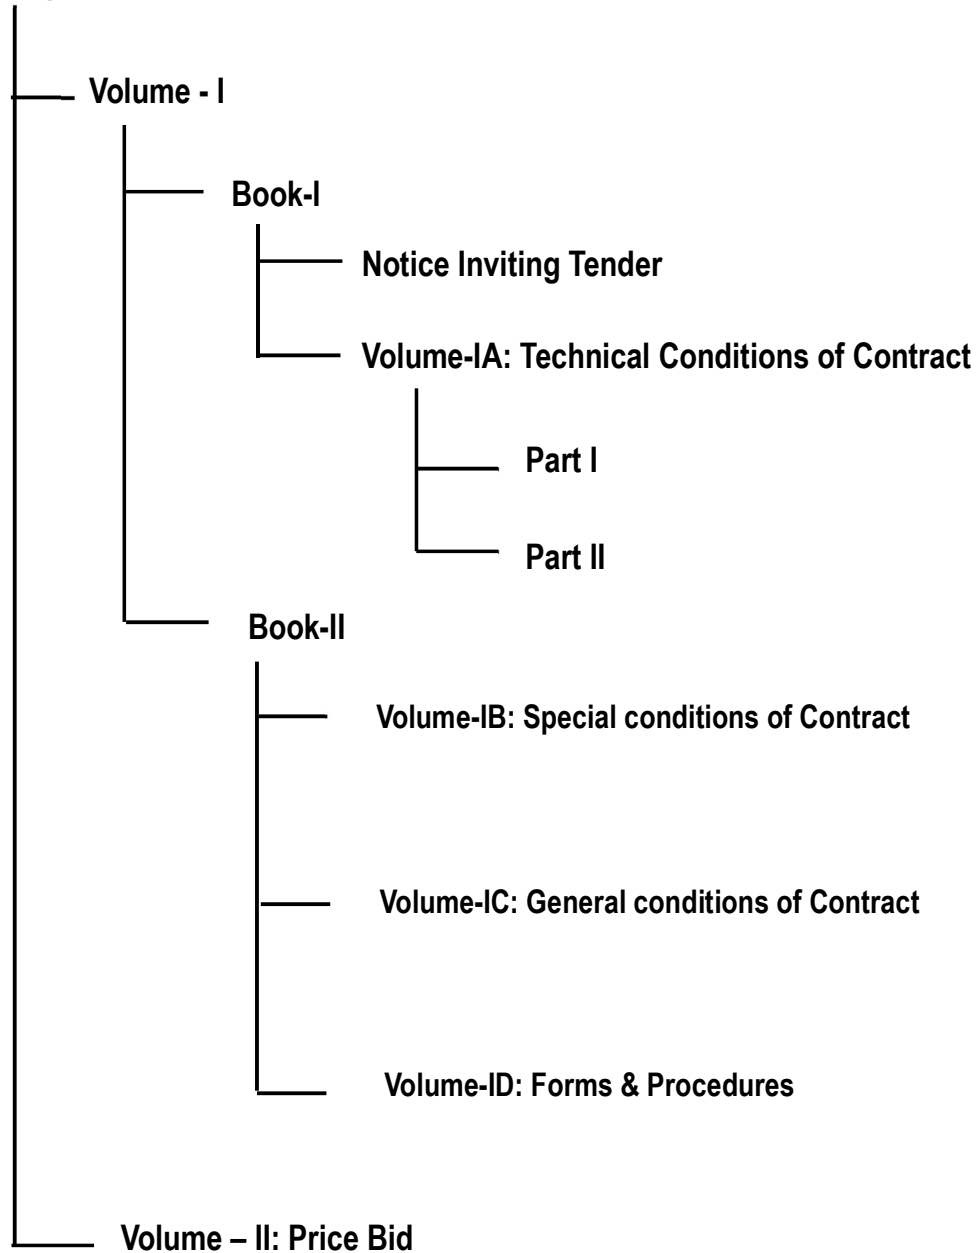 Volume - I
Book-I
Notice Inviting Tender
Volume-IA: Technical Conditions of Contract
Part I
Part II
Book-II
Volume-IB: Special conditions of Contract
Volume-IC: General conditions of Contract
Volume-ID: Forms & Procedures
Volume – II: Price Bid